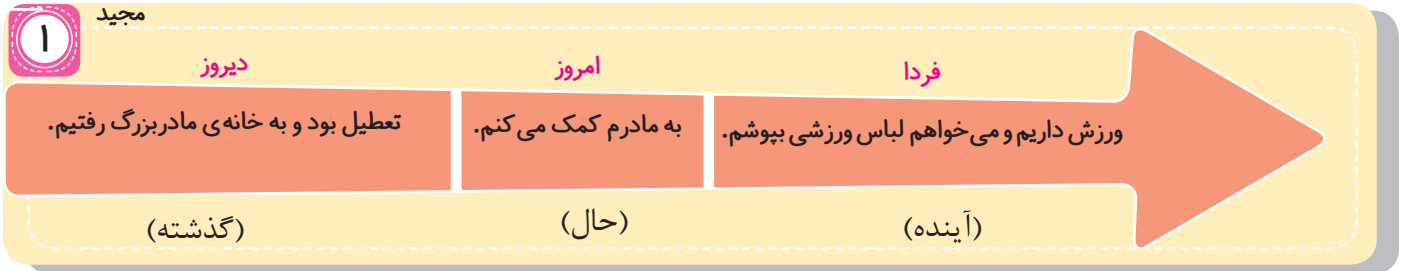 مجید
۱
دیروز امروز فردا
تعطیل بود و به خانه‌ی مادربزرگ رفتیم. به مادرم کمک می‌کنم. ورزش داریم و می‌خواهم لباس ورزشی بپوشم.
(گذشته) (حال) (آینده)